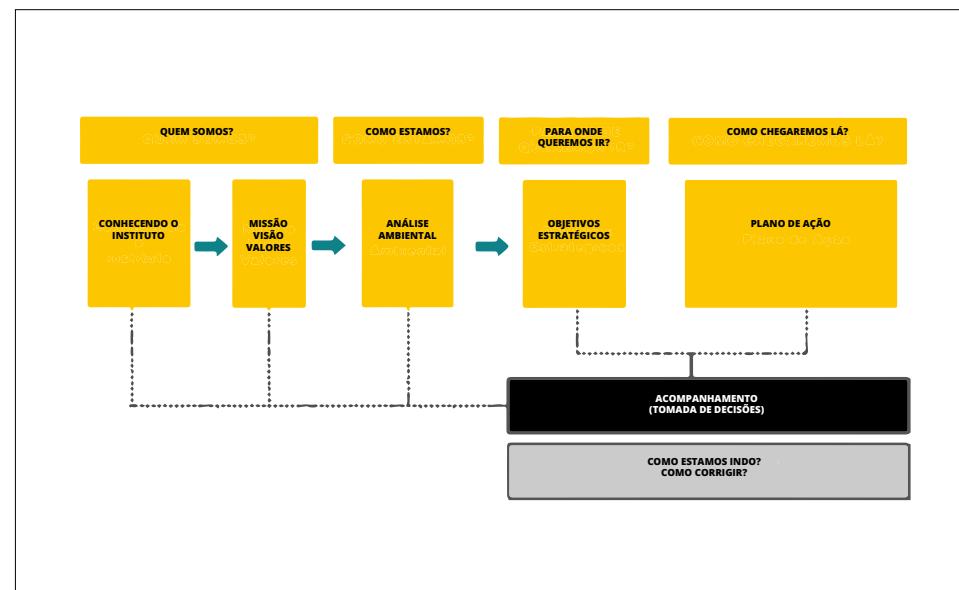 QUEM SOMOS?
COMO ESTAMOS?
PARA ONDE
QUEREMOS IR?
COMO CHEGAREMOS LÁ?
CONHECENDO O
INSTITUTO
MISSÃO
VISÃO
VALORES
ANÁLISE
AMBIENTAL
OBJETIVOS
ESTRATÉGICOS
PLANO DE AÇÃO
ACOMPANHAMENTO
(TOMADA DE DECISÕES)
COMO ESTAMOS INDO?
COMO CORRIGIR?